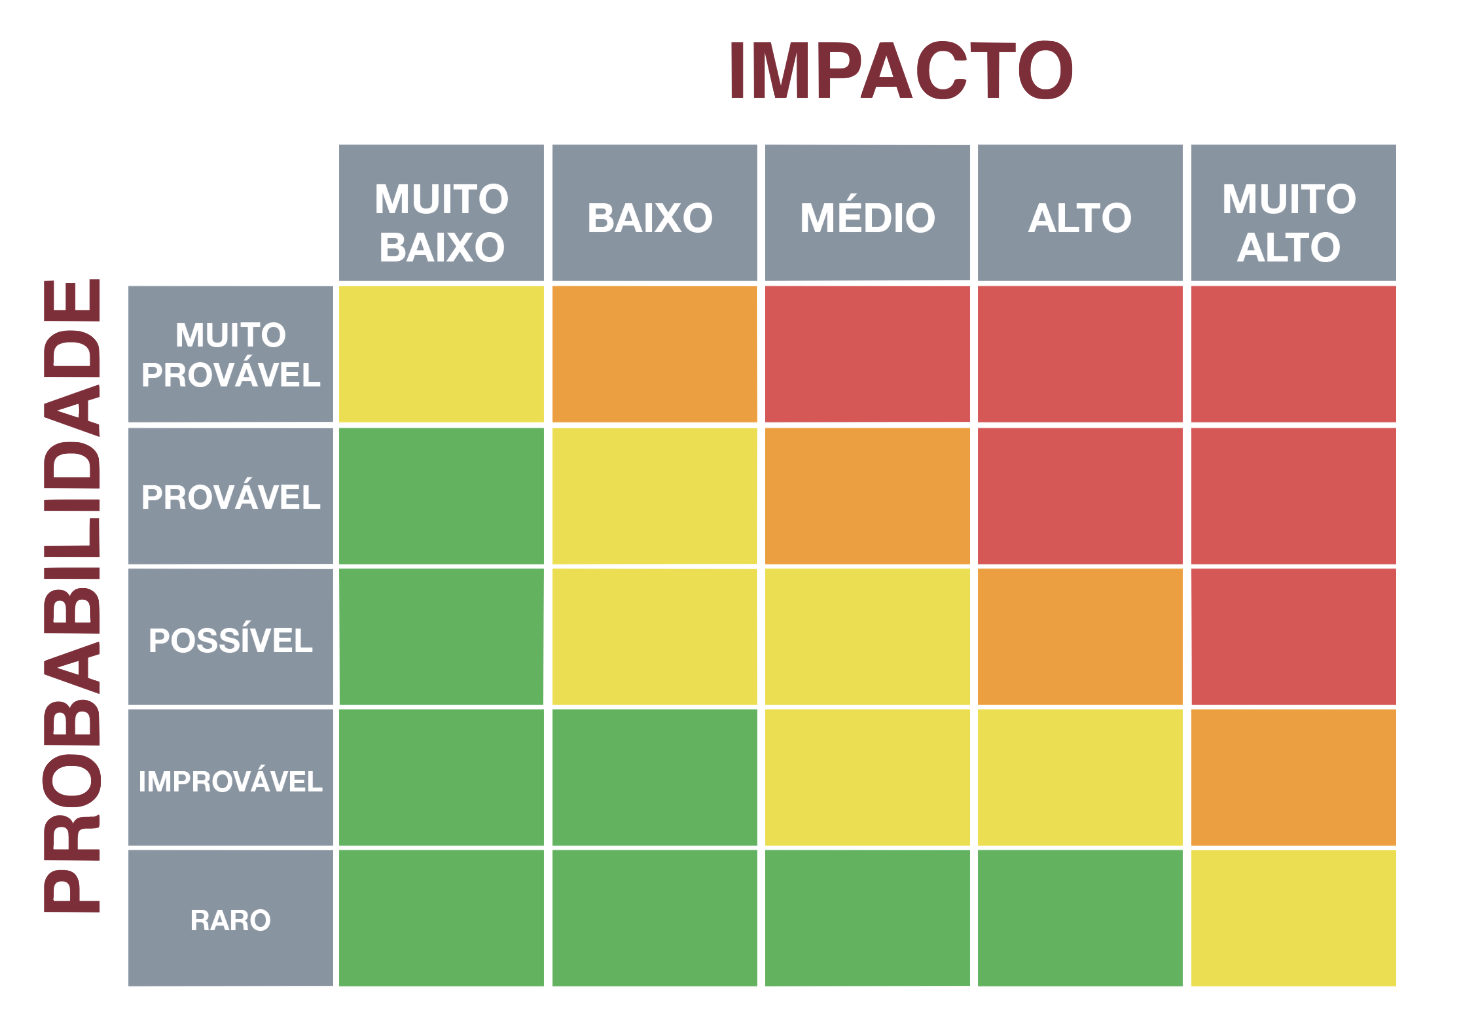 IMPACTO
MUITO
BAIXO
BAIXO
MÉDIO
ALTO
MUITO
ALTO
PROBABILIDADE
MUITO
PROVÁVEL
PROVÁVEL
POSSÍVEL
IMPROVÁVEL
RARO